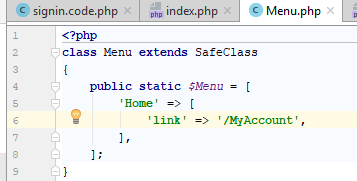 signin.code.php index.php Menu.php
1 <?php
2 class Menu extends SafeClass
3 {
4 public static $Menu = [
5 'Home' => [
6 'link' => '/MyAccount',
7 ],
8 ];
9 }